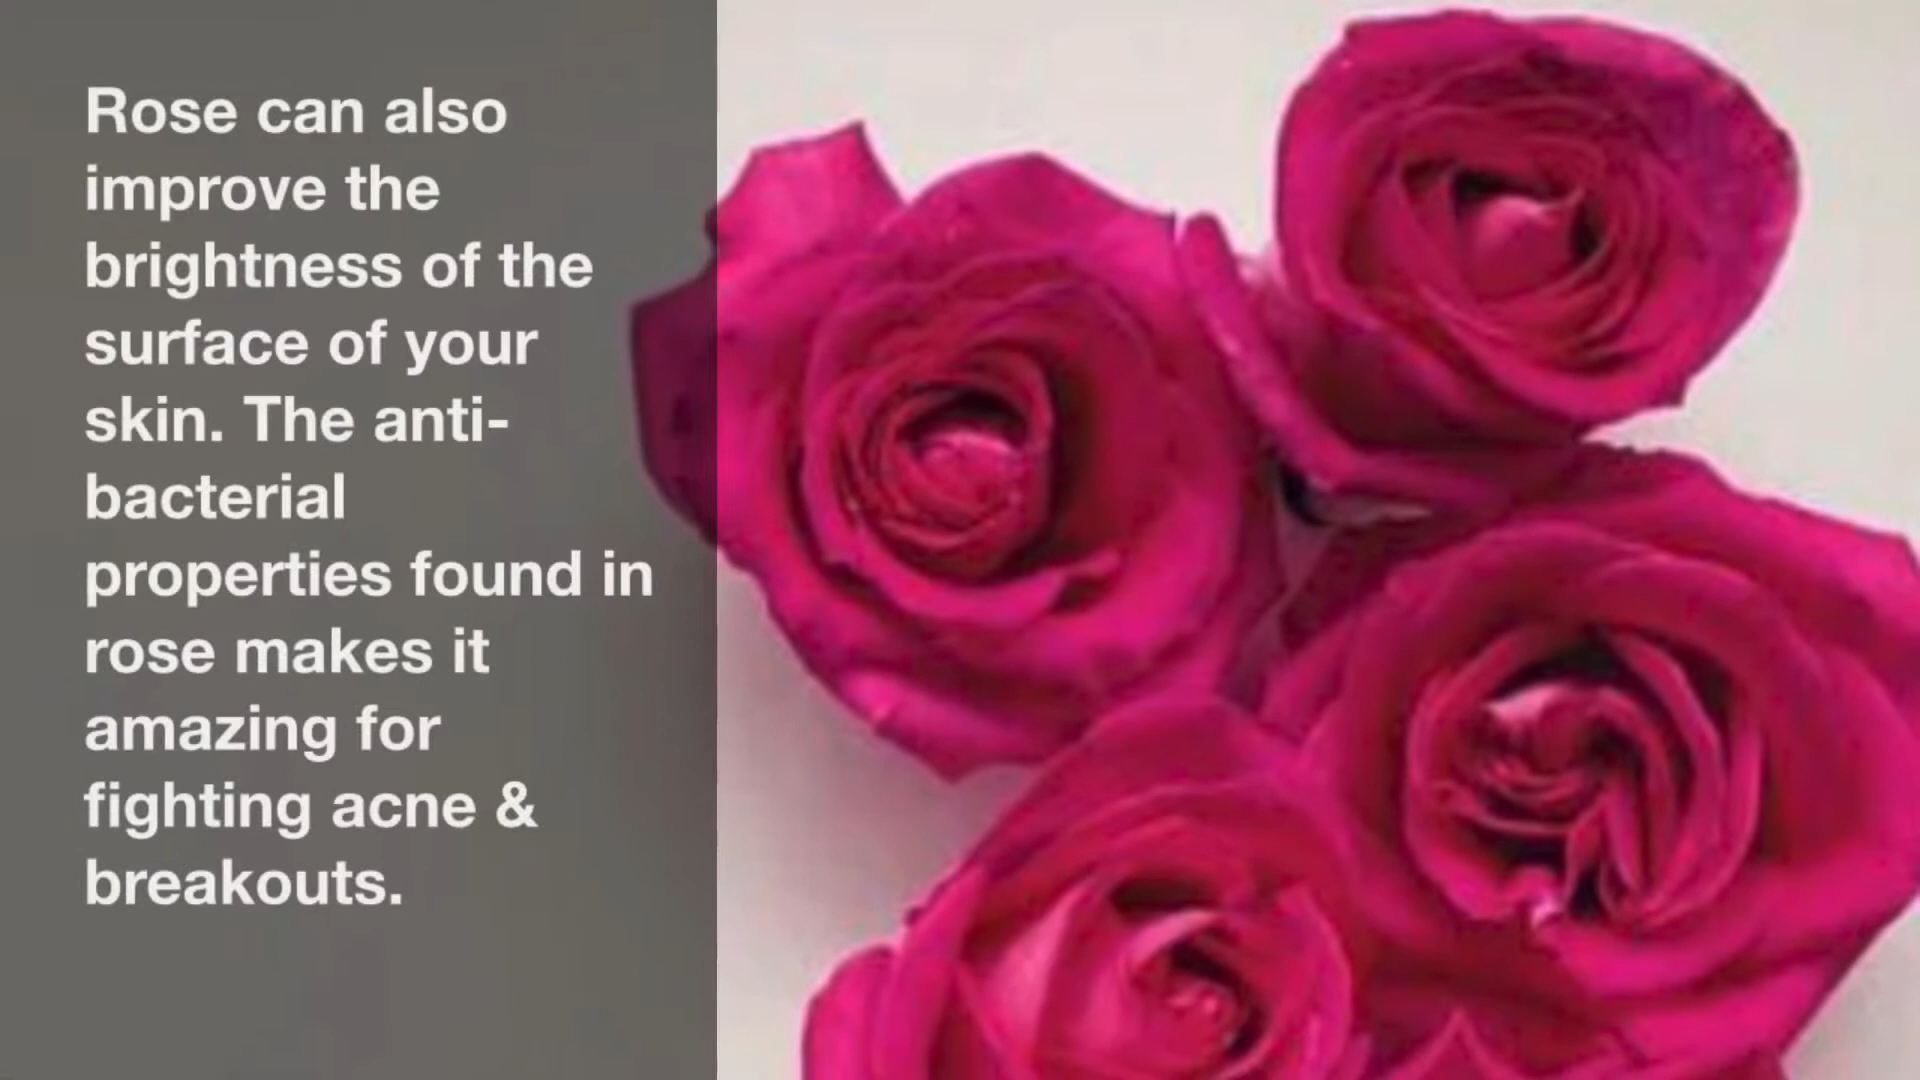 Rose can also
improve the
brightness of the
surface of your
skin. The anti-
bacterial
properties found in
rose makes it
amazing for
fighting acne &
breakouts.